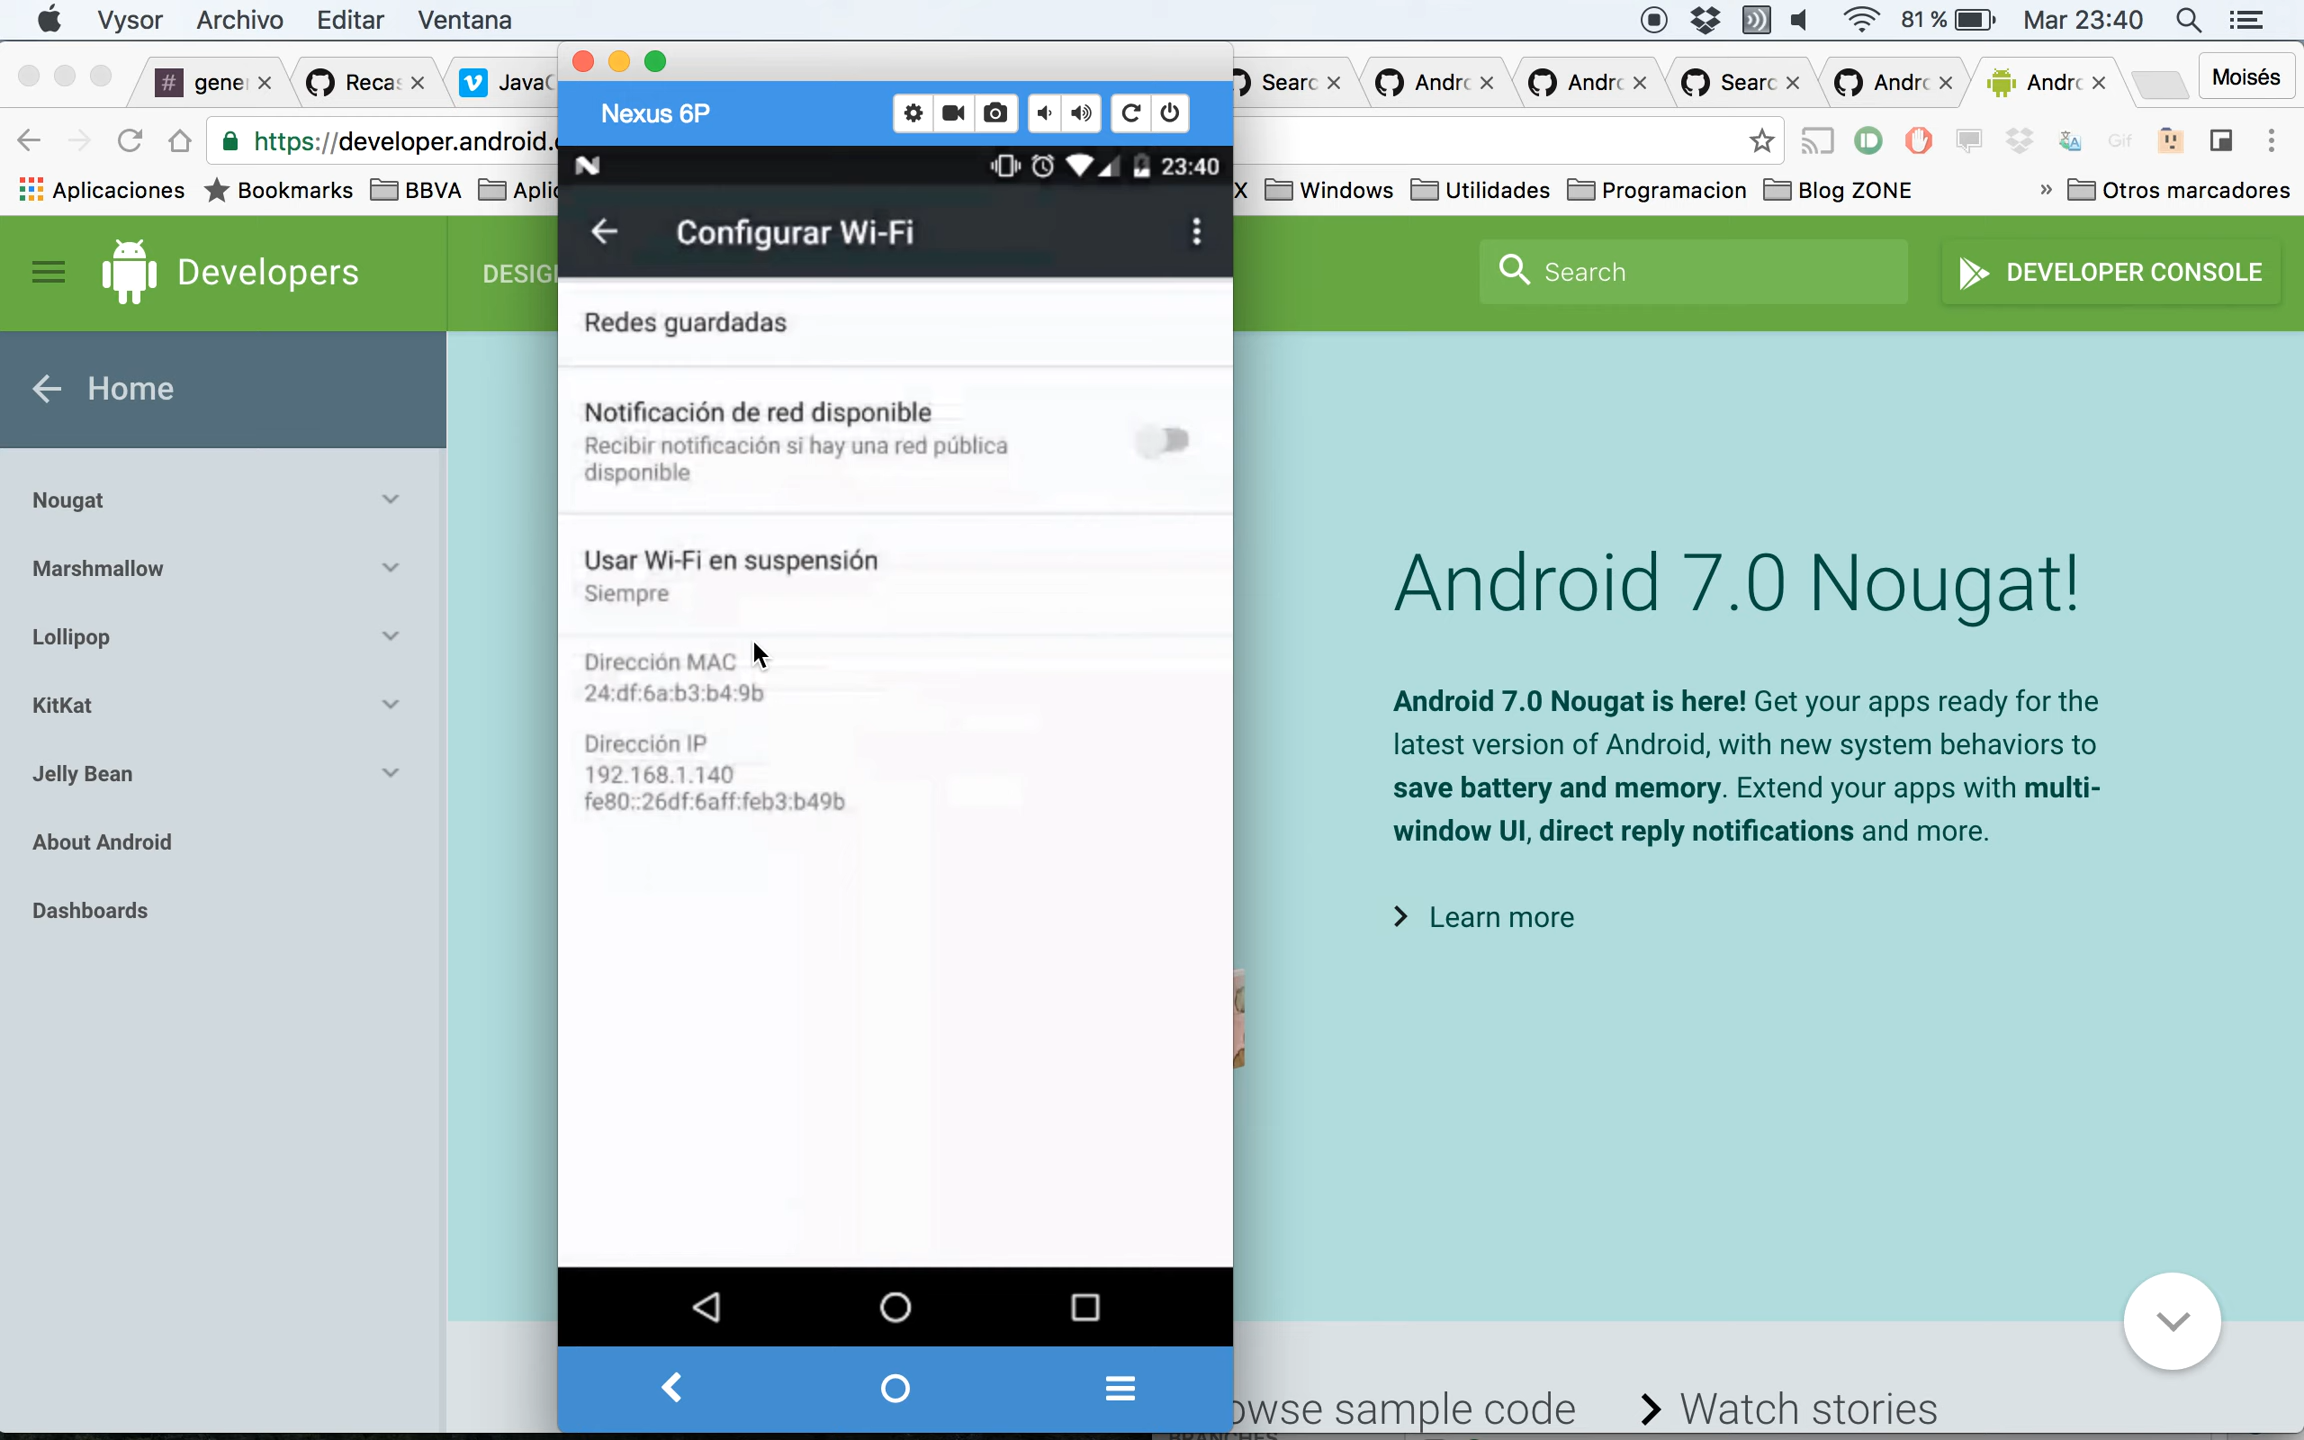 Vysor Archivo Editar Ventana
81 % Mar 23:40
# gene
Reca
JavaC
Searc
Andro
Andro
Searc
Andro
Andro
Moisés
Nexus 6P
https://developer.android.
Gif
23:40
Aplicaciones Bookmarks BBVA Aplic
X Windows Utilidades Programacion Blog ZONE » Otros marcadores
Configurar Wi-Fi
Developers
DESIG
Search
DEVELOPER CONSOLE
Home
Nougat
Marshmallow
Lollipop
KitKat
Jelly Bean
About Android
Dashboards
Redes guardadas
Notificación de red disponible
Recibir notificación si hay una red pública
disponible
Usar Wi-Fi en suspensión
Siempre
Dirección MAC
24:df:6a:b3:b4:9b
Dirección IP
192.168.1.140
fe80::26df:6aff:feb3:b49b
Android 7.0 Nougat!
Android 7.0 Nougat is here! Get your apps ready for the
latest version of Android, with new system behaviors to
save battery and memory. Extend your apps with multi-
window UI, direct reply notifications and more.
Learn more
owse sample code
Watch stories